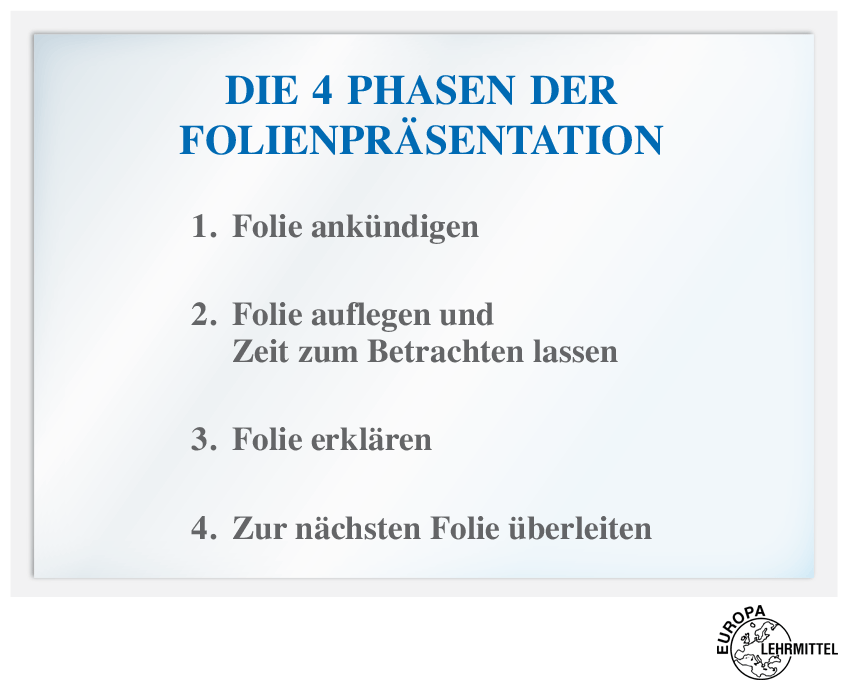 DIE 4 PHASEN DER
FOLIENPRÄSENTATION
1. Folie ankündigen
2. Folie auflegen und
Zeit zum Betrachten lassen
3. Folie erklären
4. Zur nächsten Folie überleiten
EUROPA
LEHRMITTEL